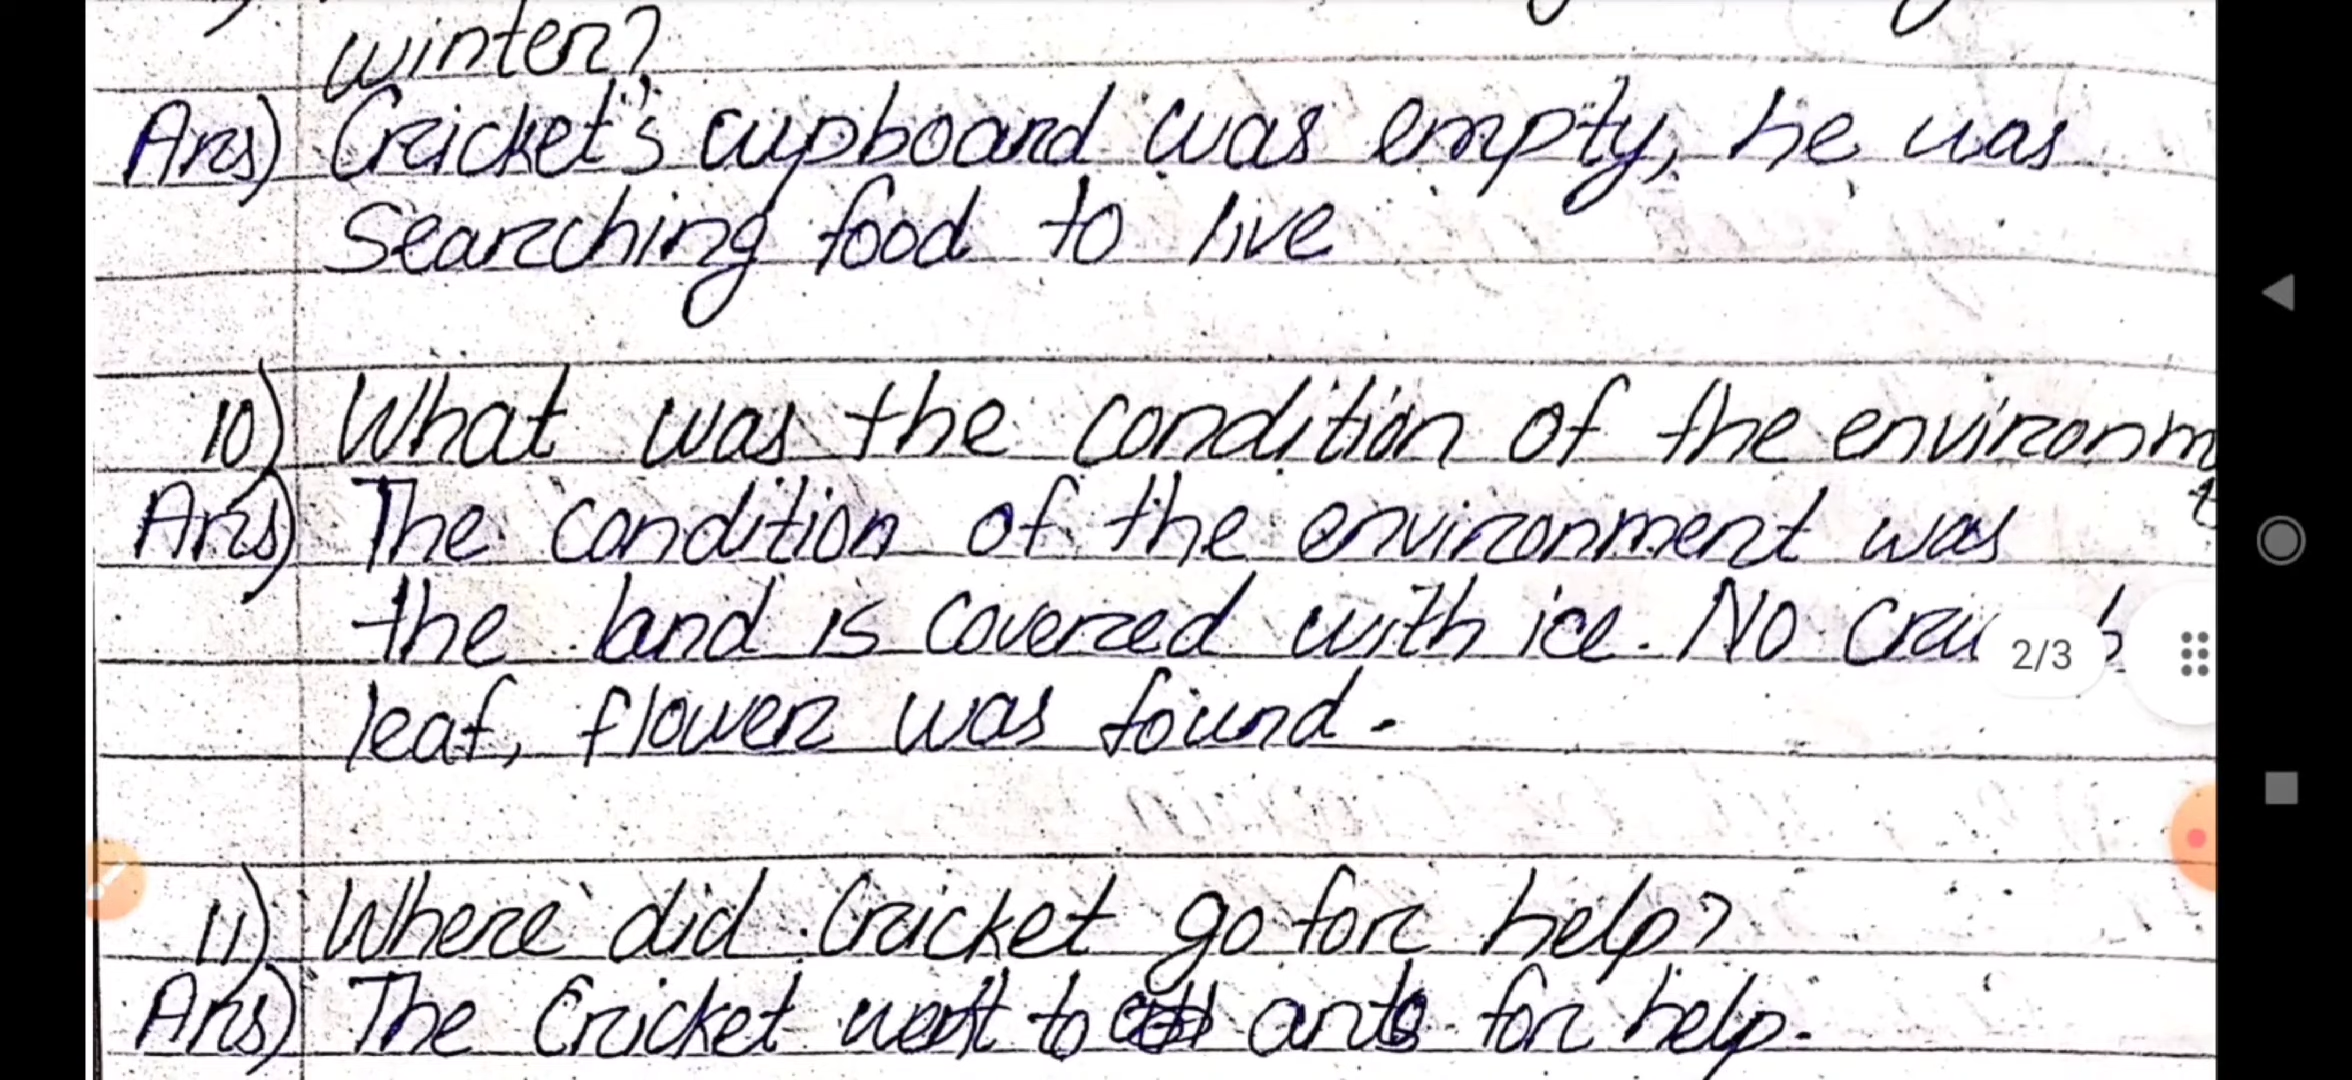 winter?
Ans) Cricket's cupboard was empty, he was
Searching food to live
10) What was the condition of the environm
t
Ans) The condition of the environment was
the land is covered with ice. No
leaf, flower was found.
2/3
11) Where did Cricket go for help?
Ans) The Cricket went to ants for help.